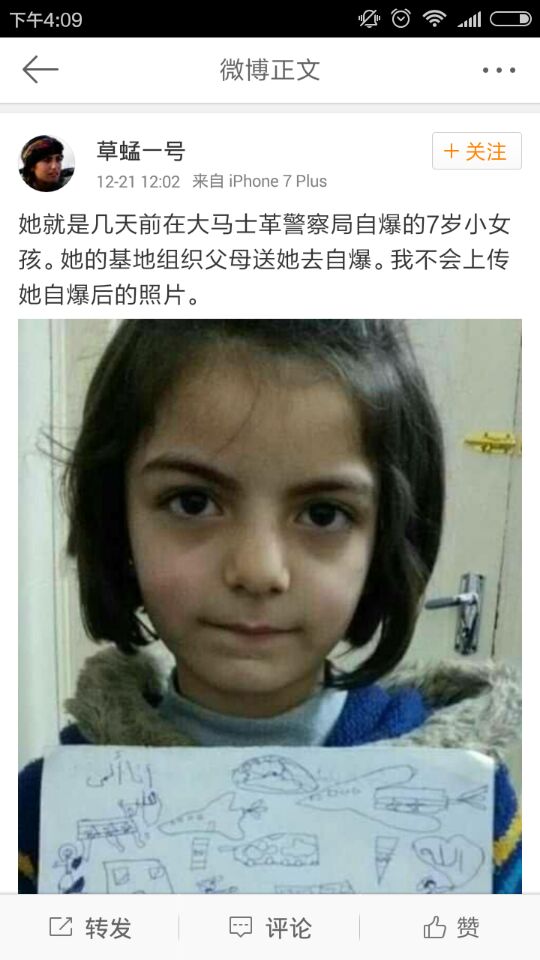 下午4:09
微博正文
草蜢一号
+ 关注
12-21 12:02 来自 iPhone 7 Plus
她就是几天前在大马士革警察局自爆的7岁小女
孩。她的基地组织父母送她去自爆。我不会上传
她自爆后的照片。
转发
评论
赞